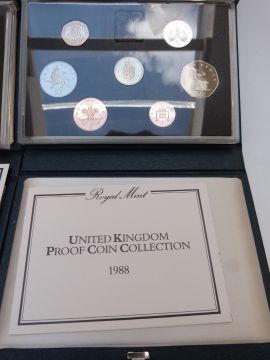 Royal Mint
UNITED KINGDOM
PROOF COIN COLLECTION
1988